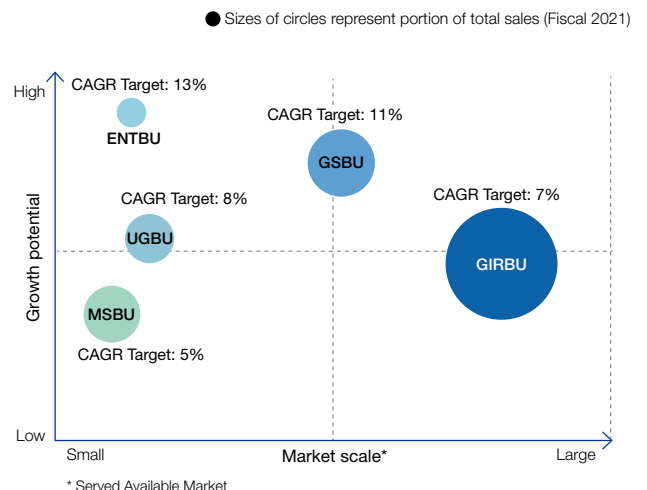 Sizes of circles represent portion of total sales (Fiscal 2021)
High
CAGR Target: 13%
ENTBU
CAGR Target: 11%
GSBU
CAGR Target: 8%
UGBU
CAGR Target: 7%
GIRBU
Growth potential
MSBU
CAGR Target: 5%
Low
Small
Market scale*
Large
* Served Available Market